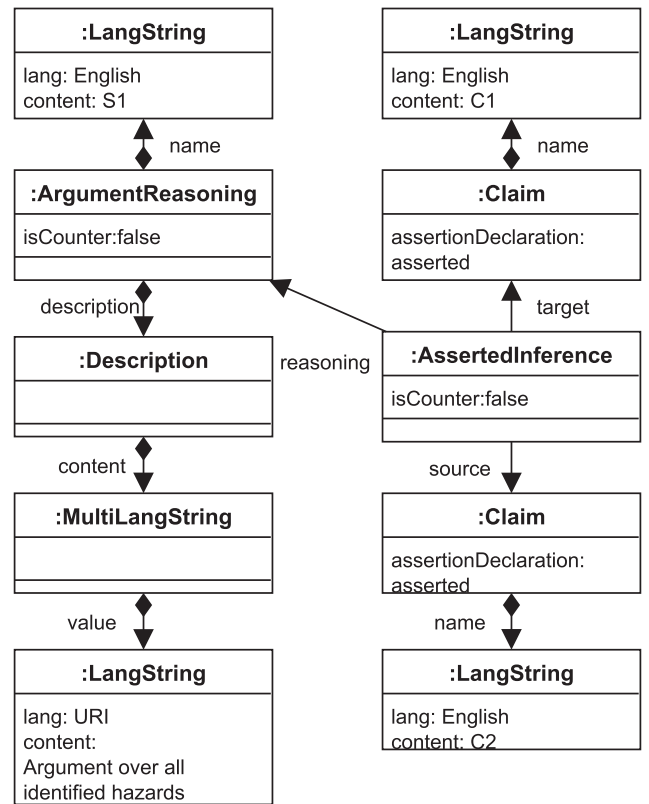 :LangString
lang: English
content: S1
name
:ArgumentReasoning
isCounter:false
description
:Description
content
:MultiLangString
value
:LangString
lang: URI
content:
Argument over all
identified hazards
:LangString
lang: English
content: C1
name
:Claim
assertionDeclaration:
asserted
target
reasoning
:AssertedInference
isCounter:false
source
:Claim
assertionDeclaration:
asserted
name
:LangString
lang: English
content: C2